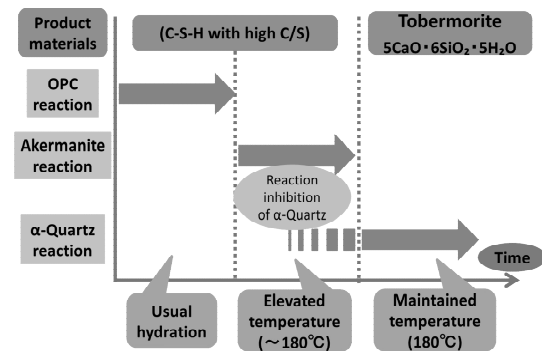 Product
materials
(C-S-H with high C/S)
Tobermorite
5CaO・6SiO₂・5H₂O
OPC
reaction
Akermanite
reaction
Reaction
inhibition
of α-Quartz
α-Quartz
reaction
Time
Usual
hydration
Elevated
temperature
(～180℃)
Maintained
temperature
(180℃)